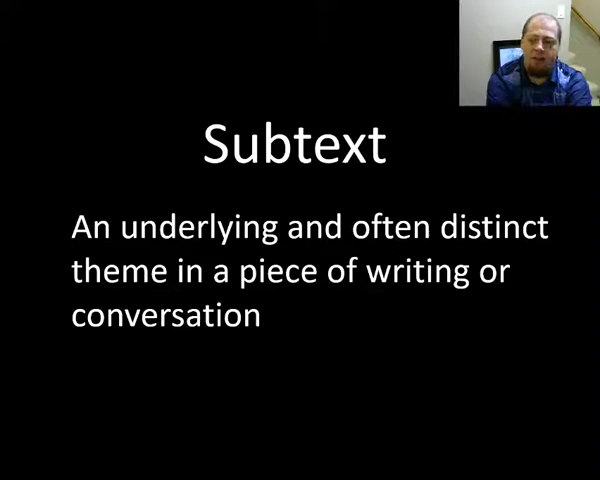 Subtext
An underlying and often distinct
theme in a piece of writing or
conversation